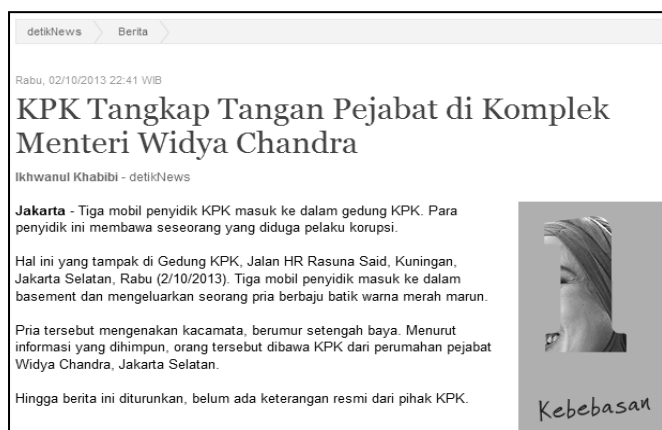 detikNews Berita
Rabu, 02/10/2013 22:41 WIB
KPK Tangkap Tangan Pejabat di Komplek
Menteri Widya Chandra
Ikhwanul Khabibi - detikNews
Jakarta - Tiga mobil penyidik KPK masuk ke dalam gedung KPK. Para
penyidik ini membawa seseorang yang diduga pelaku korupsi.
Hal ini yang tampak di Gedung KPK, Jalan HR Rasuna Said, Kuningan,
Jakarta Selatan, Rabu (2/10/2013). Tiga mobil penyidik masuk ke dalam
basement dan mengeluarkan seorang pria berbaju batik warna merah marun.
Pria tersebut mengenakan kacamata, berumur setengah baya. Menurut
informasi yang dihimpun, orang tersebut dibawa KPK dari perumahan pejabat
Widya Chandra, Jakarta Selatan.
Hingga berita ini diturunkan, belum ada keterangan resmi dari pihak KPK.
Kebebasan